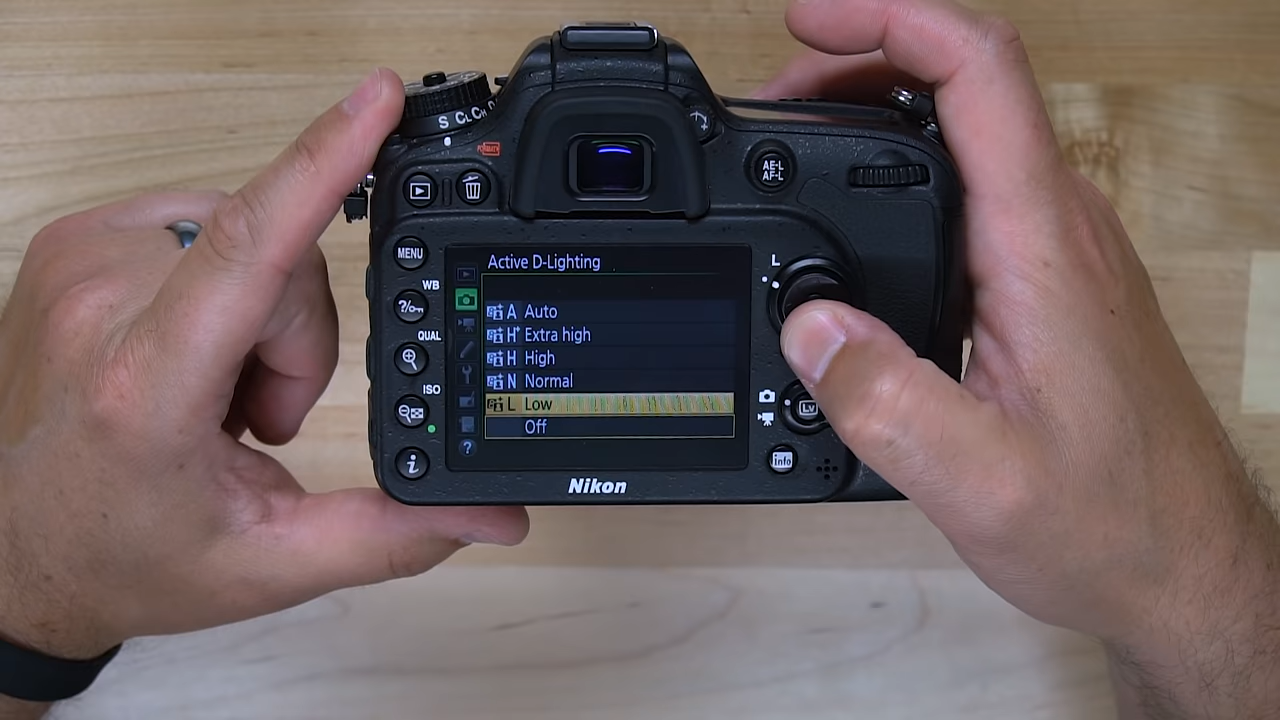 S CL CH
FORMAT
AE-L
AF-L
MENU
WB
?
QUAL
ISO
i
Active D-Lighting
A Auto
H+ Extra high
H High
N Normal
L Low
Off
?
L
Lv
info
Nikon